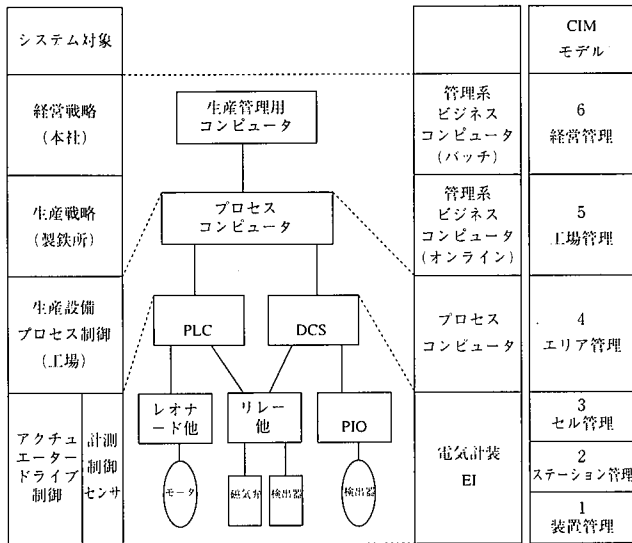 システム対象
経営戦略
(本社)
生産戦略
(製鉄所)
生産設備
プロセス制御
(工場)
アクチュ
エーター
ドライブ
制御
計測
制御
センサ
生産管理用
コンピュータ
プロセス
コンピュータ
PLC
DCS
レオナ
ード他
リレー
他
PIO
モータ
磁気弁
検出器
検出器
管理系
ビジネス
コンピュータ
(バッチ)
管理系
ビジネス
コンピュータ
(オンライン)
プロセス
コンピュータ
電気計装
EI
CIM
モデル
6
経営管理
5
工場管理
4
エリア管理
3
セル管理
2
ステーション管理
1
装置管理